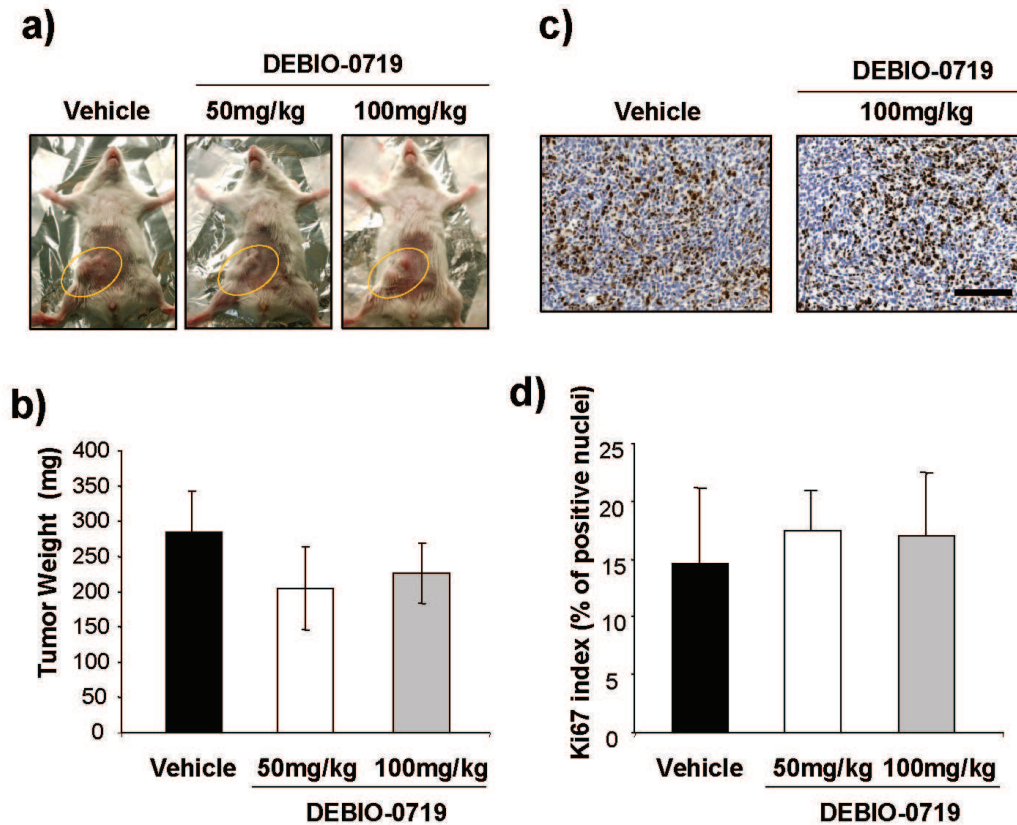 a)
DEBIO-0719
Vehicle 50mg/kg 100mg/kg
c)
DEBIO-0719
Vehicle 100mg/kg
b)
Tumor Weight (mg)
400
350
300
250
200
150
100
50
0
Vehicle 50mg/kg 100mg/kg
DEBIO-0719
d)
Ki67 index (% of positive nuclei)
25
20
15
10
5
0
Vehicle 50mg/kg 100mg/kg
DEBIO-0719